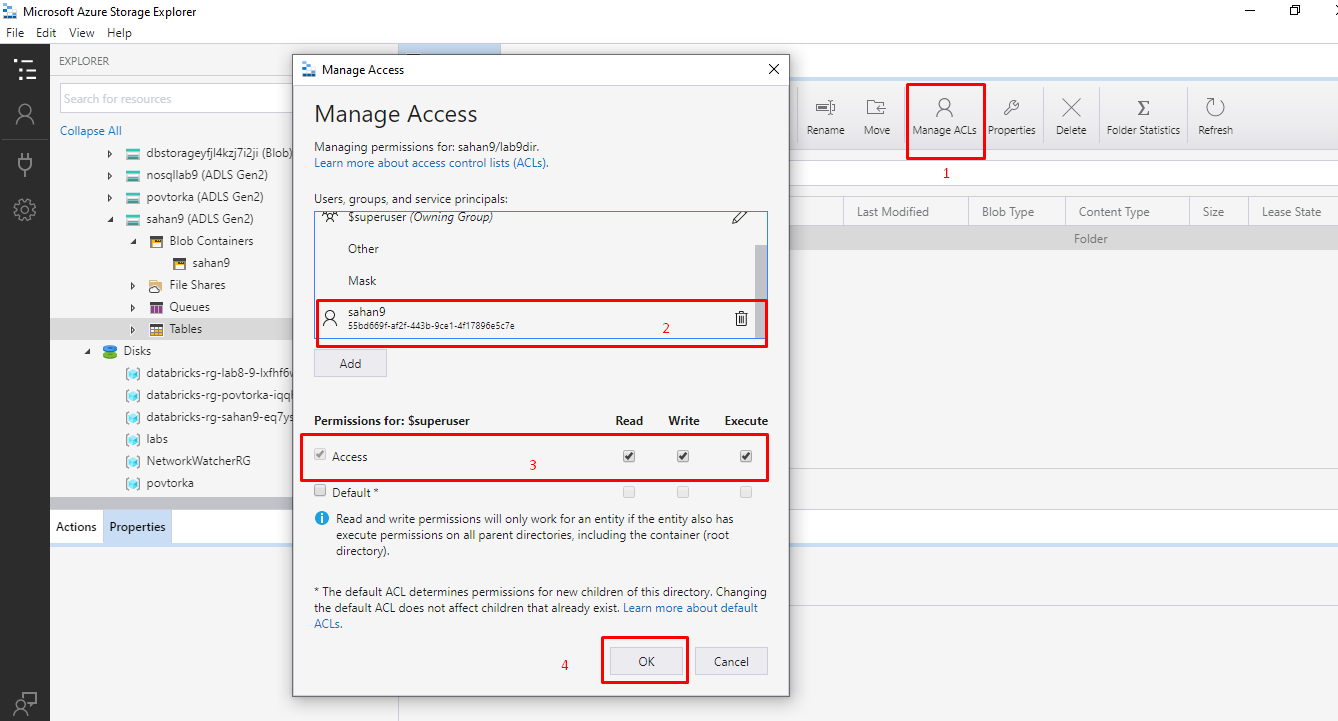 Microsoft Azure Storage Explorer
File Edit View Help
EXPLORER
Search for resources
Collapse All
dbstorageyfjl4kzj7i2ji (Blob)
nosqllab9 (ADLS Gen2)
povtorka (ADLS Gen2)
sahan9 (ADLS Gen2)
Blob Containers
sahan9
File Shares
Queues
Tables
Disks
databricks-rg-lab8-9-lxfhf6w
databricks-rg-povtorka-iqqh
databricks-rg-sahan9-eq7ys
labs
NetworkWatcherRG
povtorka
Actions Properties
Manage Access
Manage Access
Managing permissions for: sahan9/lab9dir.
Learn more about access control lists (ACLs).
Users, groups, and service principals:
$superuser (Owning Group)
Other
Mask
sahan9
55bd669f-af2f-443b-9ce1-4f17896e5c7e
2
Add
Permissions for: $superuser Read Write Execute
Access
3
Default *
Read and write permissions will only work for an entity if the entity also has
execute permissions on all parent directories, including the container (root
directory).
* The default ACL determines permissions for new children of this directory. Changing
the default ACL does not affect children that already exist. Learn more about default
ACLs.
4
OK Cancel
Rename Move Manage ACLs Properties Delete Folder Statistics Refresh
1
Last Modified Blob Type Content Type Size Lease State
Folder